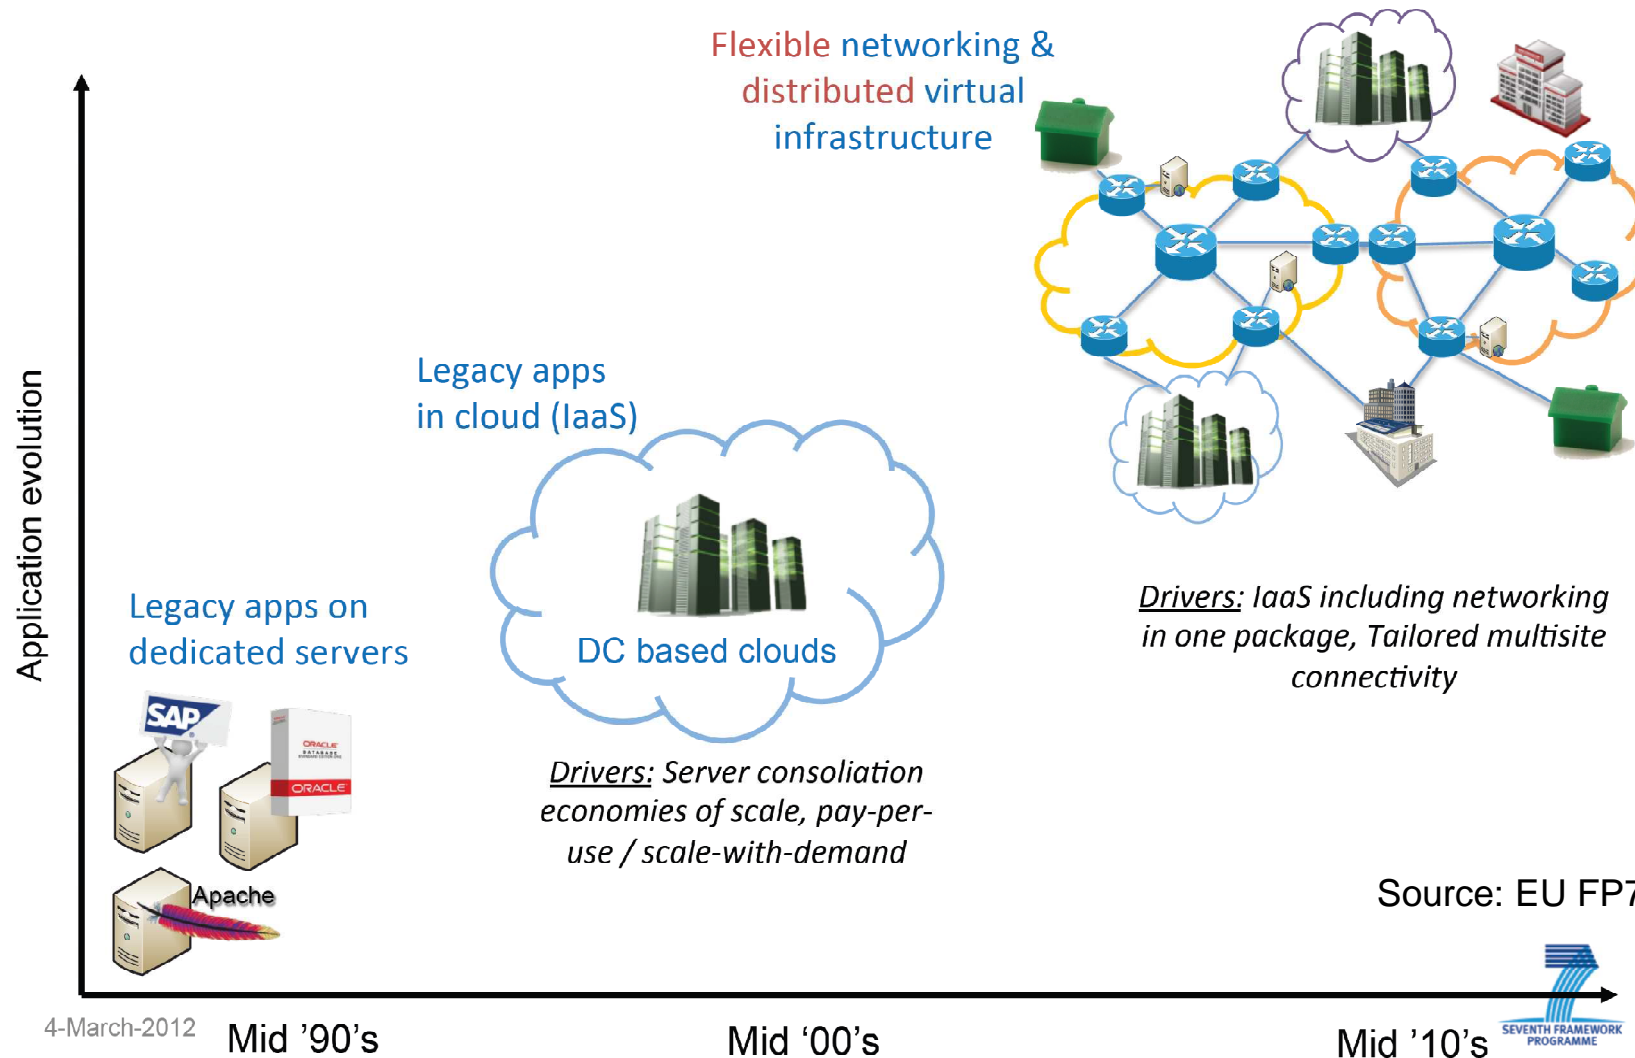 Flexible networking &
distributed virtual
infrastructure
Application evolution
Legacy apps
in cloud (IaaS)
Legacy apps on
dedicated servers
DC based clouds
Drivers: IaaS including networking
in one package, Tailored multisite
connectivity
SAP
ORACLE
DATABASE
ORACLE
Drivers: Server consoliation
economies of scale, pay-per-
use / scale-with-demand
Apache
Source: EU FP7
4-March-2012
Mid ’90’s
Mid ‘00’s
Mid ’10’s
SEVENTH FRAMEWORK
PROGRAMME